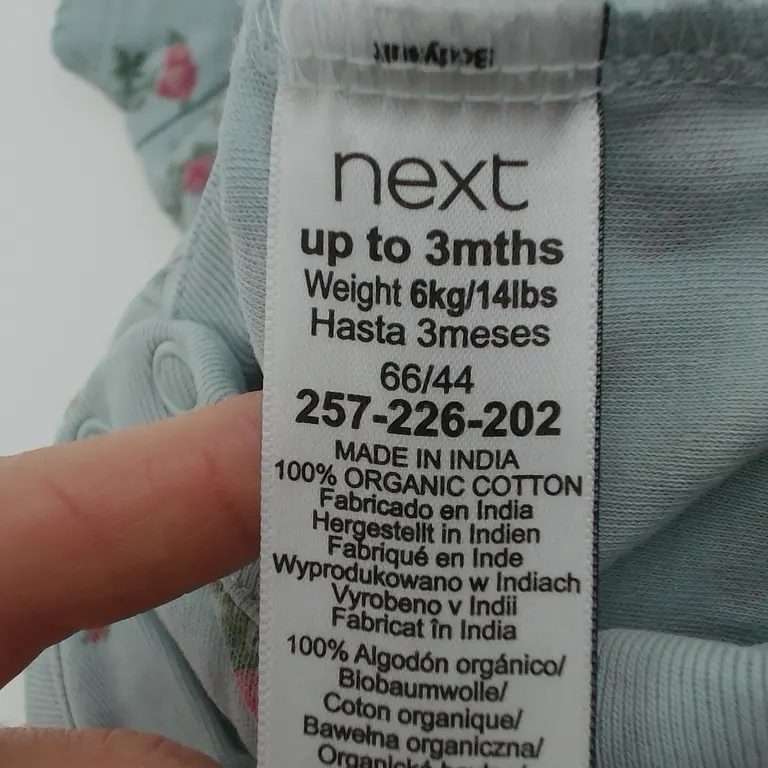 next
up to 3mths
Weight 6kg/14lbs
Hasta 3meses
66/44
257-226-202
MADE IN INDIA
100% ORGANIC COTTON
Fabricado en India
Hergestellt in Indien
Fabriqué en Inde
Wyprodukowano w Indiach
Vyrobeno v Indii
Fabricat în India
100% Algodón orgánico/
Biobaumwolle/
Coton organique/
Bawełna organiczna/
Organická